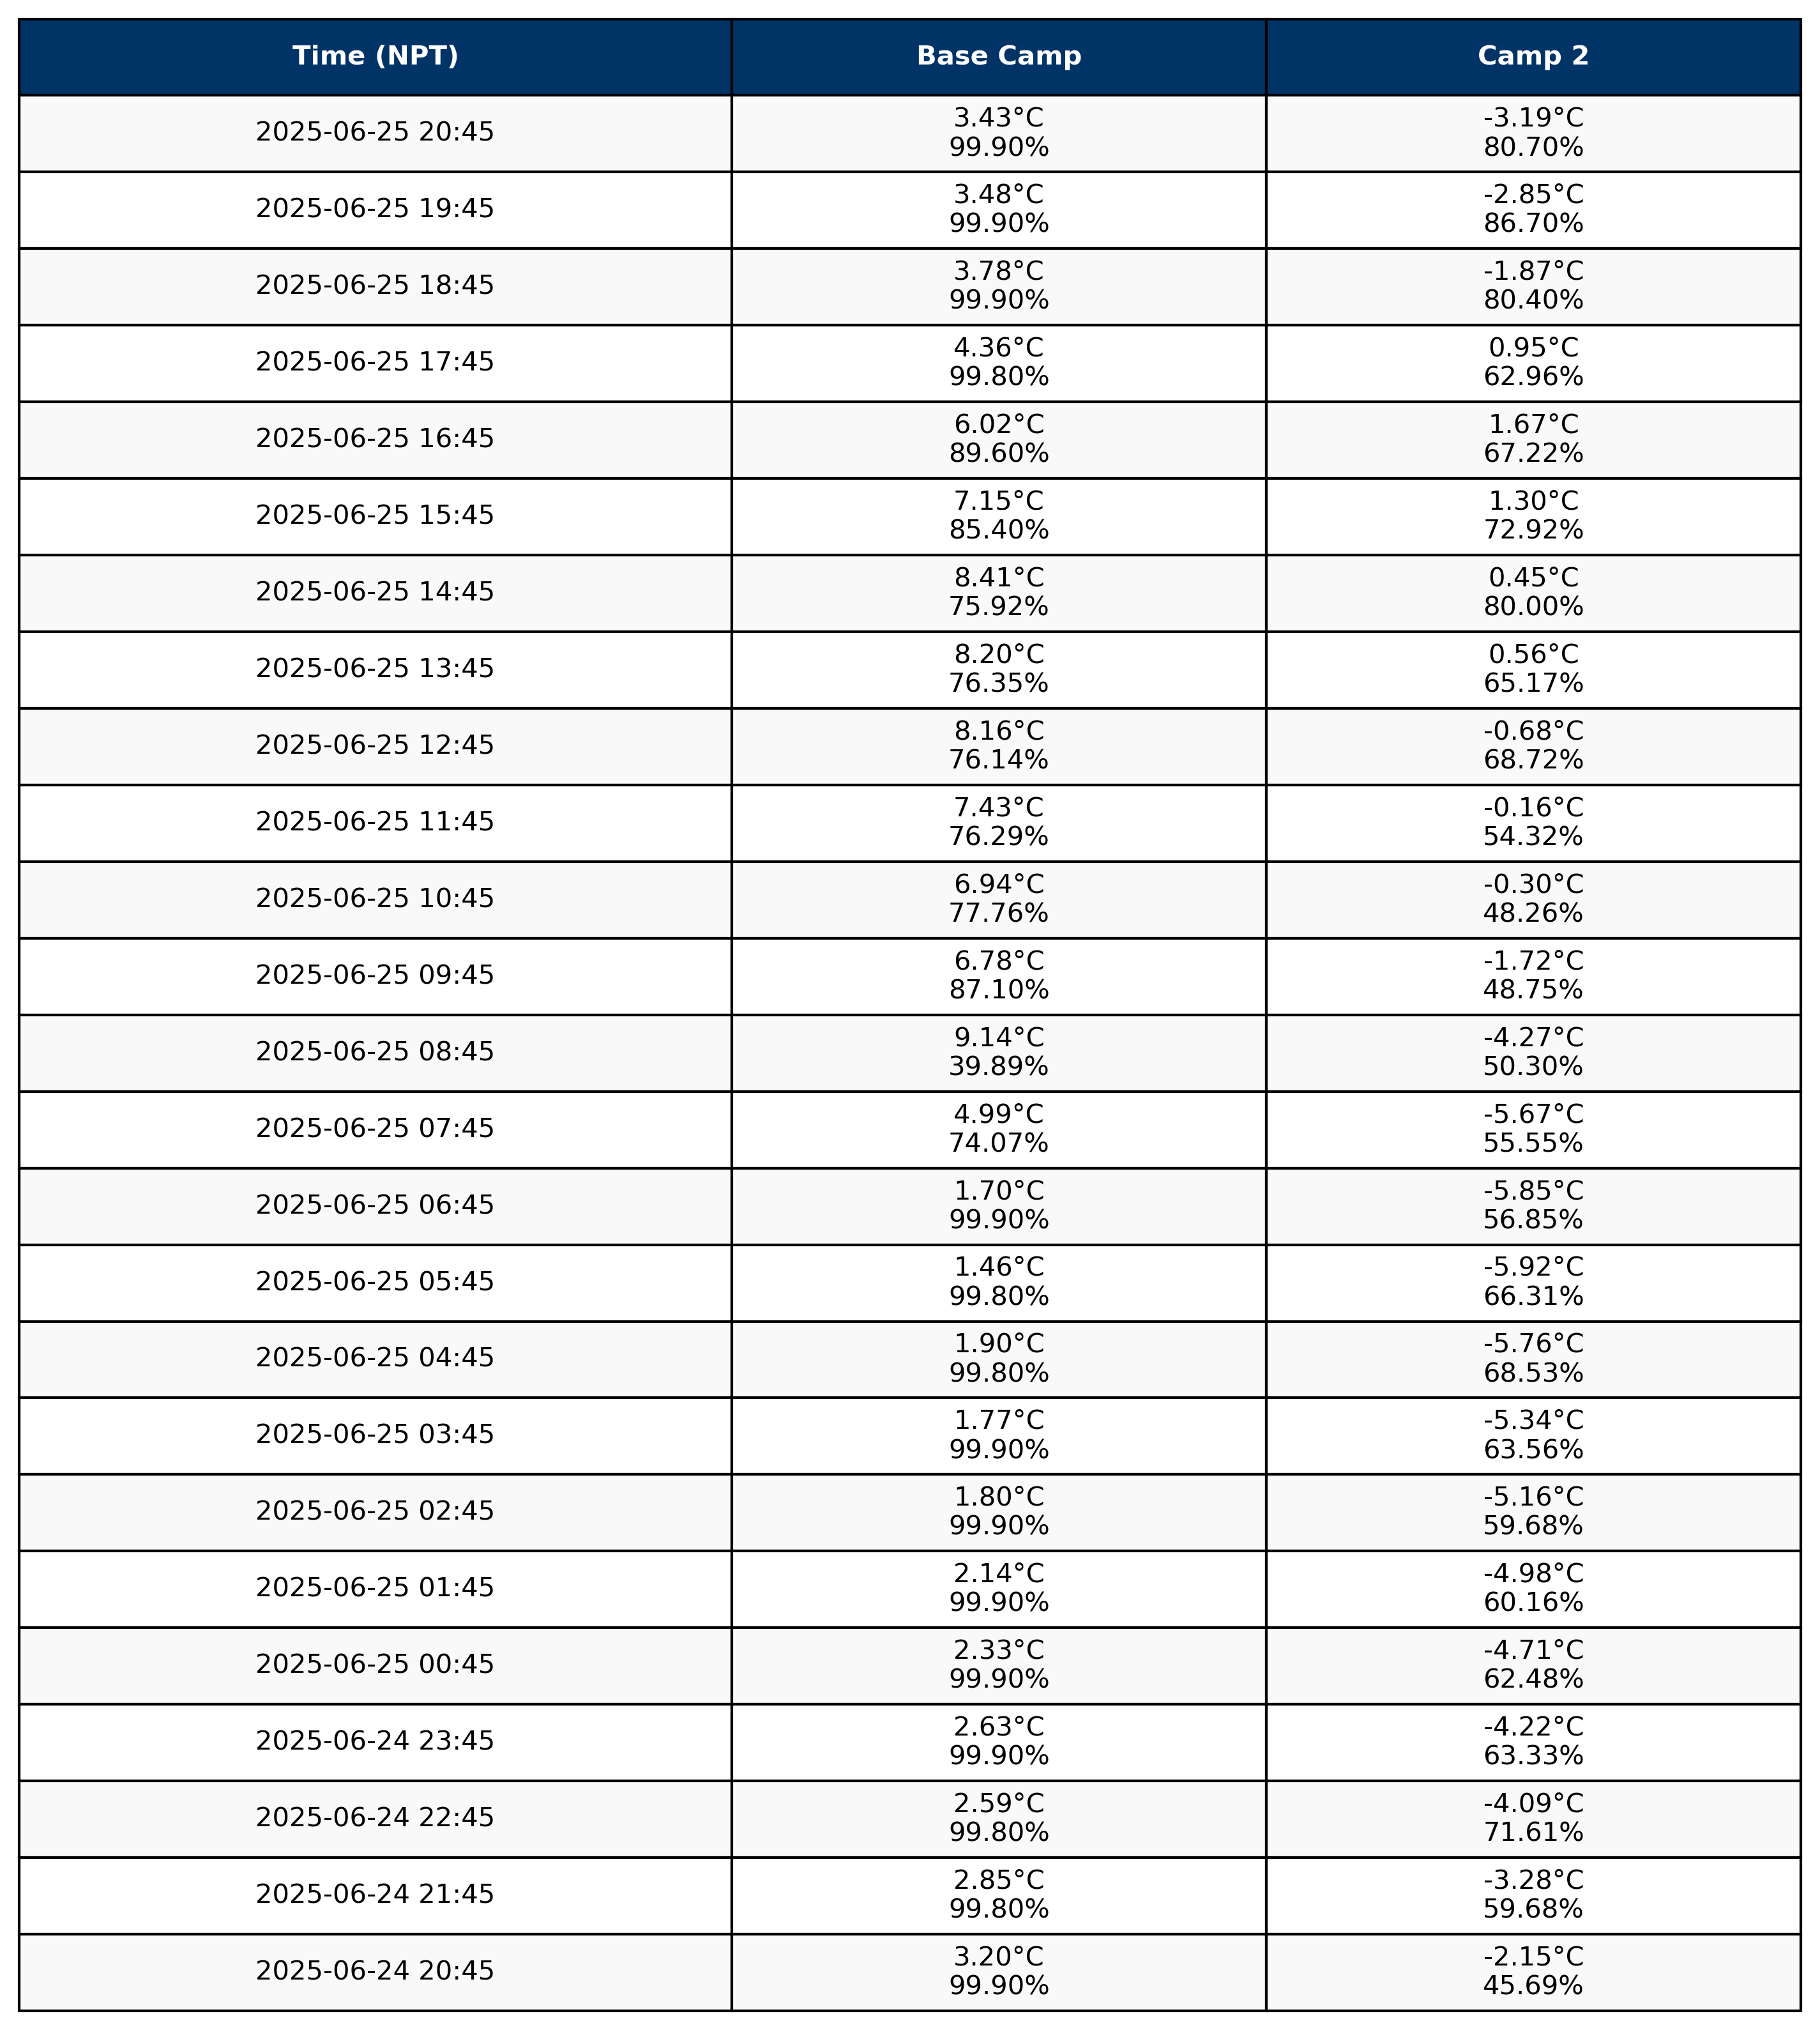 Time (NPT) Base Camp Camp 2
2025-06-25 20:45 3.43°C -3.19°C
99.90% 80.70%
2025-06-25 19:45 3.48°C -2.85°C
99.90% 86.70%
2025-06-25 18:45 3.78°C -1.87°C
99.90% 80.40%
2025-06-25 17:45 4.36°C 0.95°C
99.80% 62.96%
2025-06-25 16:45 6.02°C 1.67°C
89.60% 67.22%
2025-06-25 15:45 7.15°C 1.30°C
85.40% 72.92%
2025-06-25 14:45 8.41°C 0.45°C
75.92% 80.00%
2025-06-25 13:45 8.20°C 0.56°C
76.35% 65.17%
2025-06-25 12:45 8.16°C -0.68°C
76.14% 68.72%
2025-06-25 11:45 7.43°C -0.16°C
76.29% 54.32%
2025-06-25 10:45 6.94°C -0.30°C
77.76% 48.26%
2025-06-25 09:45 6.78°C -1.72°C
87.10% 48.75%
2025-06-25 08:45 9.14°C -4.27°C
39.89% 50.30%
2025-06-25 07:45 4.99°C -5.67°C
74.07% 55.55%
2025-06-25 06:45 1.70°C -5.85°C
99.90% 56.85%
2025-06-25 05:45 1.46°C -5.92°C
99.80% 66.31%
2025-06-25 04:45 1.90°C -5.76°C
99.80% 68.53%
2025-06-25 03:45 1.77°C -5.34°C
99.90% 63.56%
2025-06-25 02:45 1.80°C -5.16°C
99.90% 59.68%
2025-06-25 01:45 2.14°C -4.98°C
99.90% 60.16%
2025-06-25 00:45 2.33°C -4.71°C
99.90% 62.48%
2025-06-24 23:45 2.63°C -4.22°C
99.90% 63.33%
2025-06-24 22:45 2.59°C -4.09°C
99.80% 71.61%
2025-06-24 21:45 2.85°C -3.28°C
99.80% 59.68%
2025-06-24 20:45 3.20°C -2.15°C
99.90% 45.69%